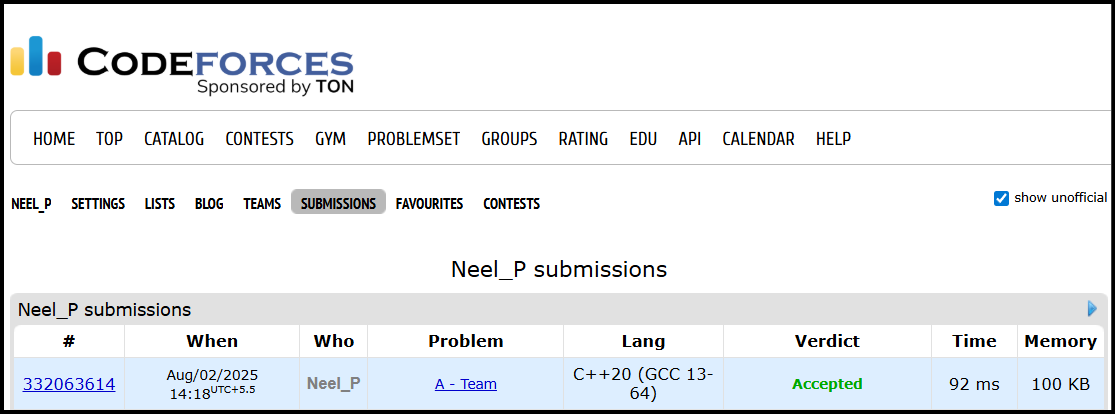 CODEFORCES
Sponsored by TON
HOME TOP CATALOG CONTESTS GYM PROBLEMSET GROUPS RATING EDU API CALENDAR HELP
NEEL_P SETTINGS LISTS BLOG TEAMS SUBMISSIONS FAVOURITES CONTESTS show unofficial
Neel_P submissions
Neel_P submissions
# When Who Problem Lang Verdict Time Memory
332063614 Aug/02/2025 14:18UTC+5.5 Neel_P A - Team C++20 (GCC 13-64) Accepted 92 ms 100 KB